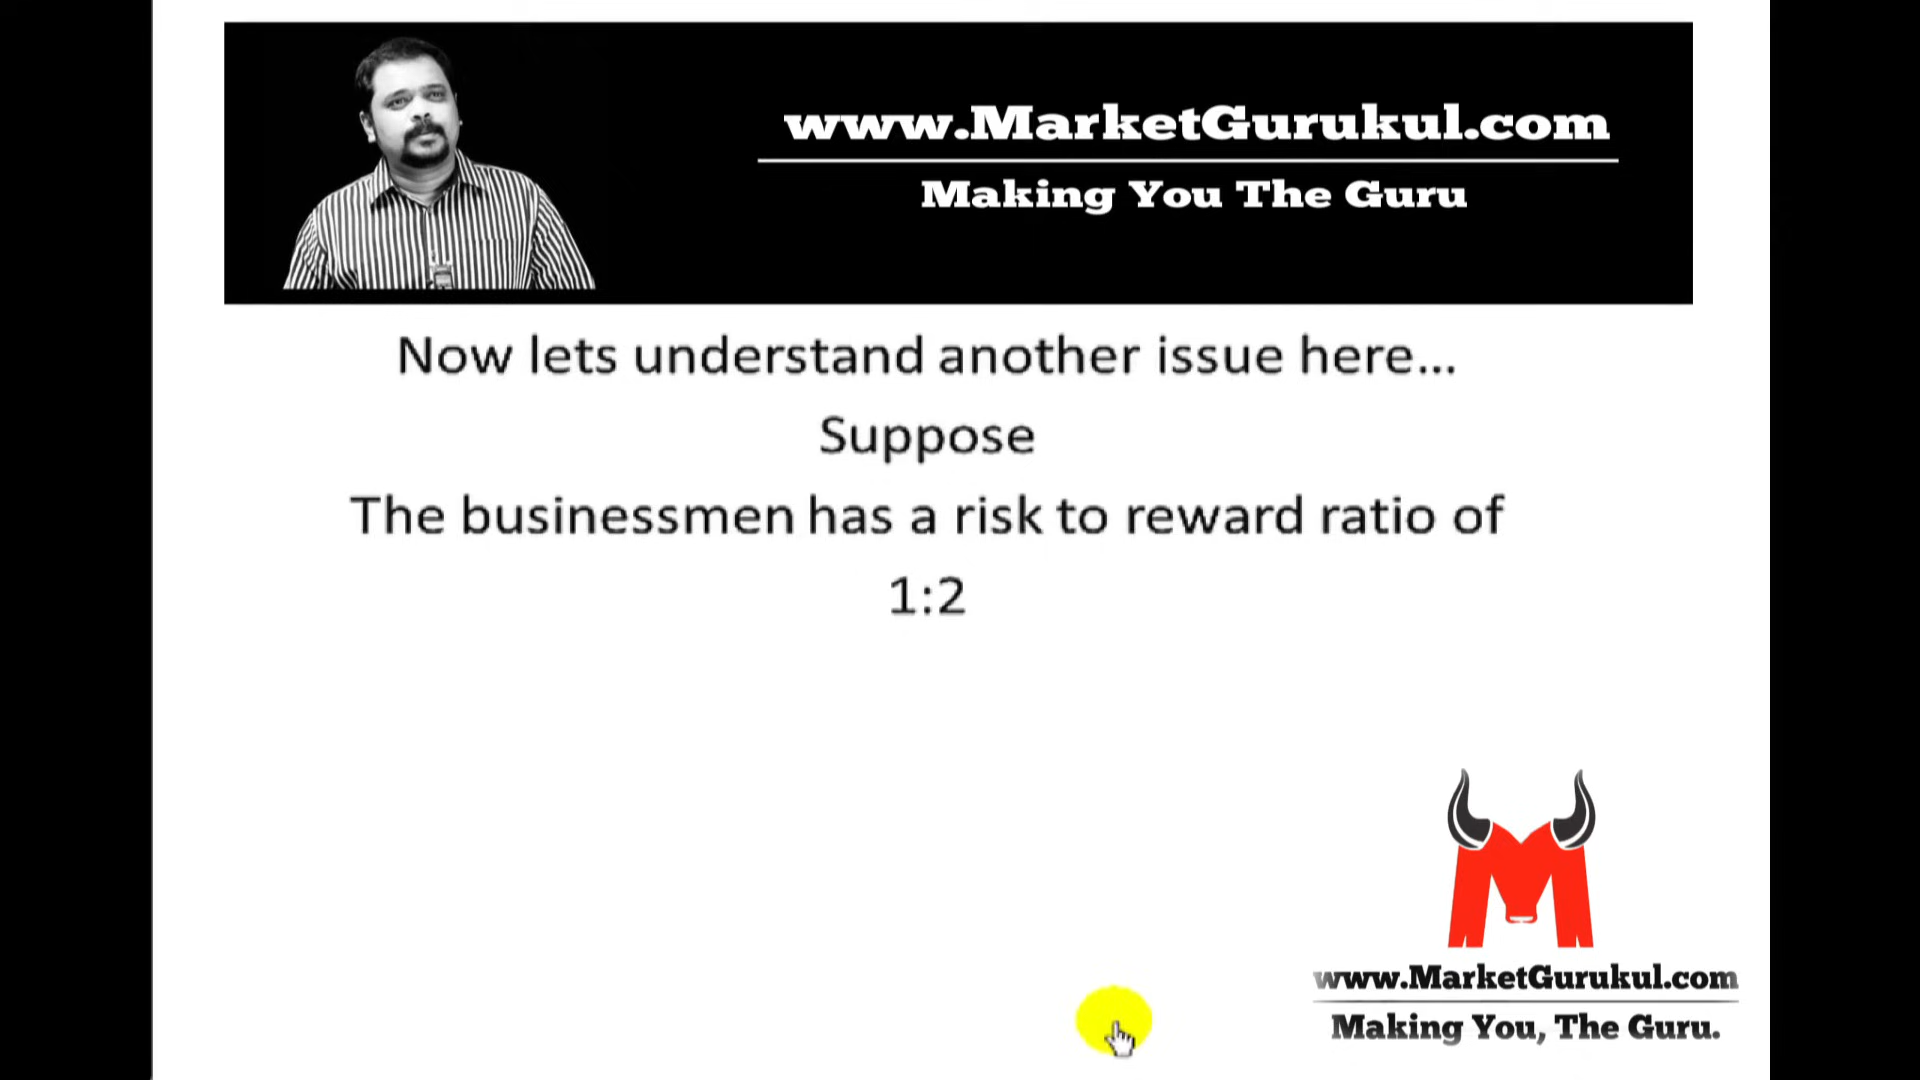 www.MarketGurukul.com
Making You The Guru
Now lets understand another issue here...
Suppose
The businessmen has a risk to reward ratio of
1:2
www.MarketGurukul.com
Making You, The Guru.